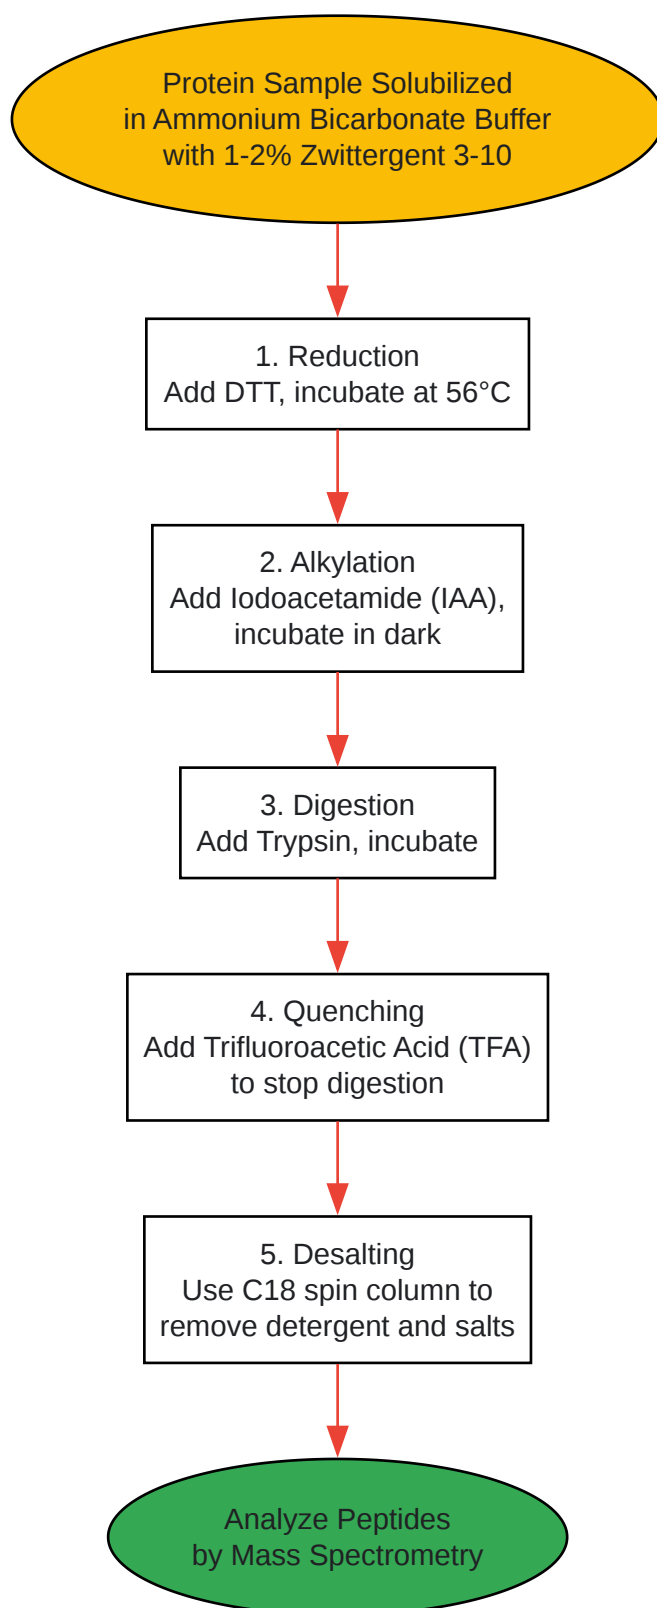 Protein Sample Solubilized
in Ammonium Bicarbonate Buffer
with 1-2% Zwittergent 3-10
1. Reduction
Add DTT, incubate at 56°C
2. Alkylation
Add Iodoacetamide (IAA),
incubate in dark
3. Digestion
Add Trypsin, incubate
4. Quenching
Add Trifluoroacetic Acid (TFA)
to stop digestion
5. Desalting
Use C18 spin column to
remove detergent and salts
Analyze Peptides
by Mass Spectrometry